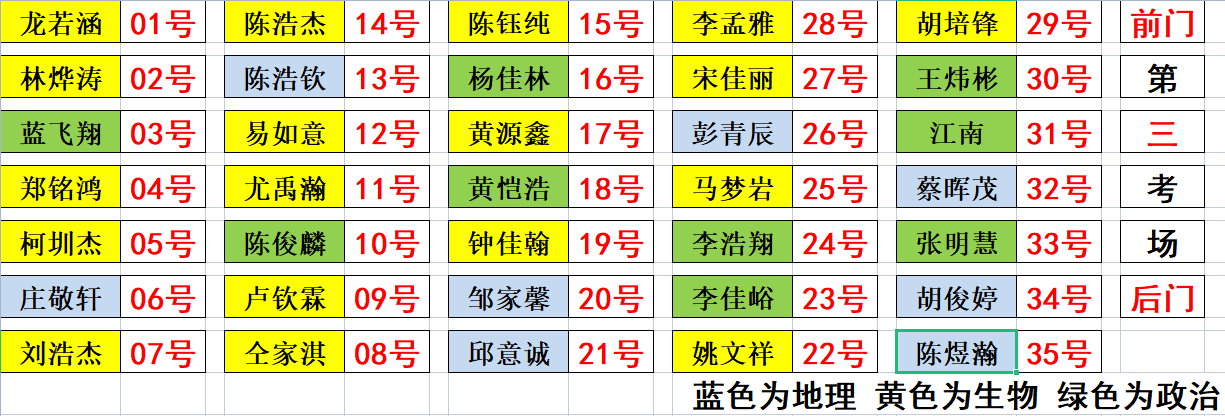 龙若涵 01号 陈浩杰 14号 陈钰纯 15号 李孟雅 28号 胡培锋 29号 前门
林烨涛 02号 陈浩钦 13号 杨佳林 16号 宋佳丽 27号 王炜彬 30号 第
蓝飞翔 03号 易如意 12号 黄源鑫 17号 彭青辰 26号 江南 31号 三
郑铭鸿 04号 尤禹瀚 11号 黄恺浩 18号 马梦岩 25号 蔡晖茂 32号 考
柯圳杰 05号 陈俊麟 10号 钟佳翰 19号 李浩翔 24号 张明慧 33号 场
庄敬轩 06号 卢钦霖 09号 邹家馨 20号 李佳峪 23号 胡俊婷 34号 后门
刘浩杰 07号 仝家淇 08号 邱意诚 21号 姚文祥 22号 陈煜瀚 35号
蓝色为地理 黄色为生物 绿色为政治